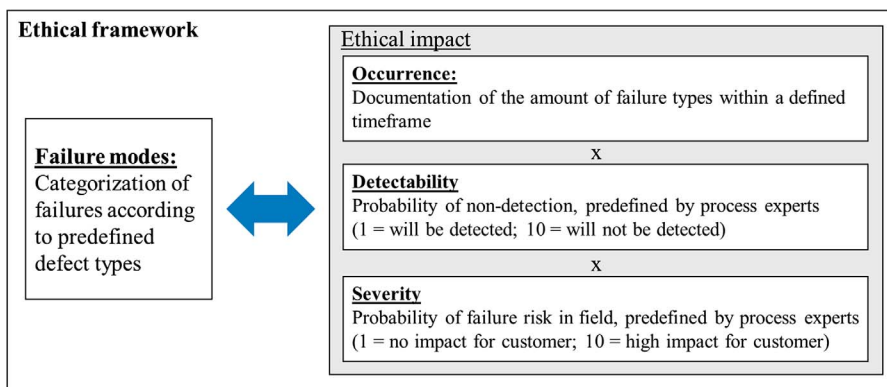 Ethical framework
Ethical impact
Occurrence:
Documentation of the amount of failure types within a defined
timeframe
x
Failure modes:
Categorization of
failures according
to predefined
defect types
Detectability
Probability of non-detection, predefined by process experts
(1 = will be detected; 10 = will not be detected)
x
Severity
Probability of failure risk in field, predefined by process experts
(1 = no impact for customer; 10 = high impact for customer)